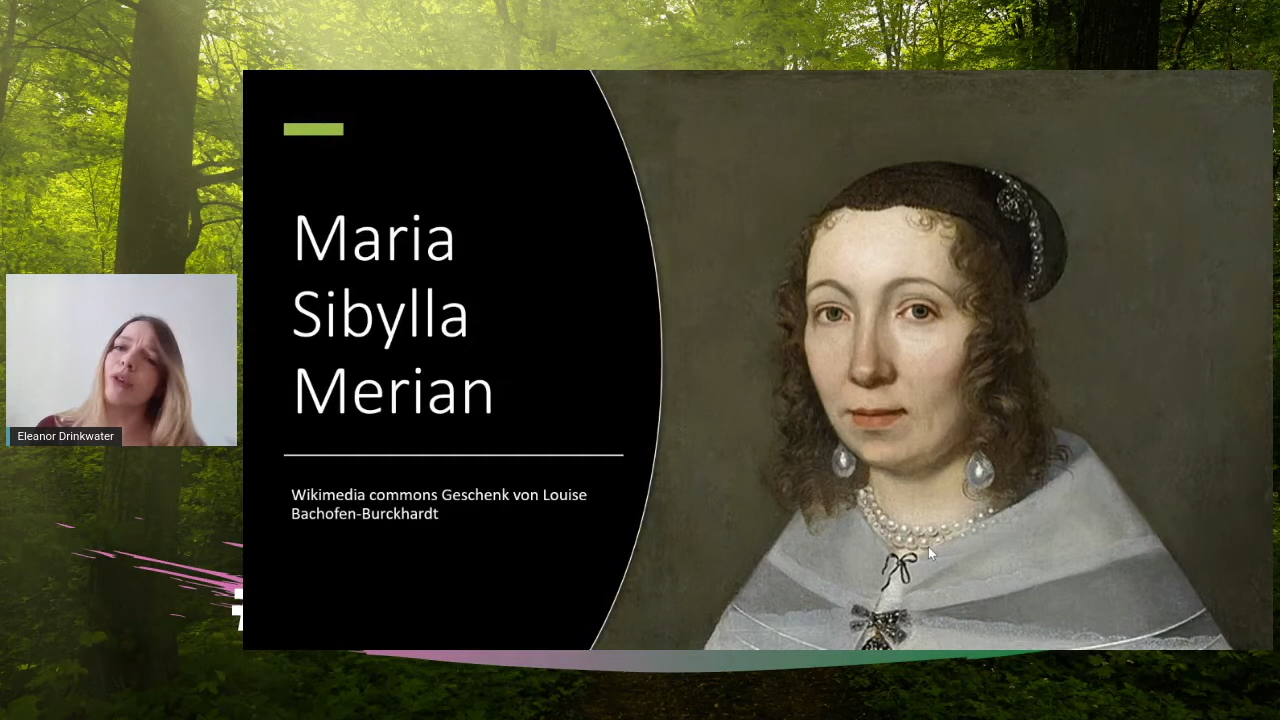 Maria
Sibylla
Merian
Wikimedia commons Geschenk von Louise
Bachofen-Burckhardt
Eleanor Drinkwater